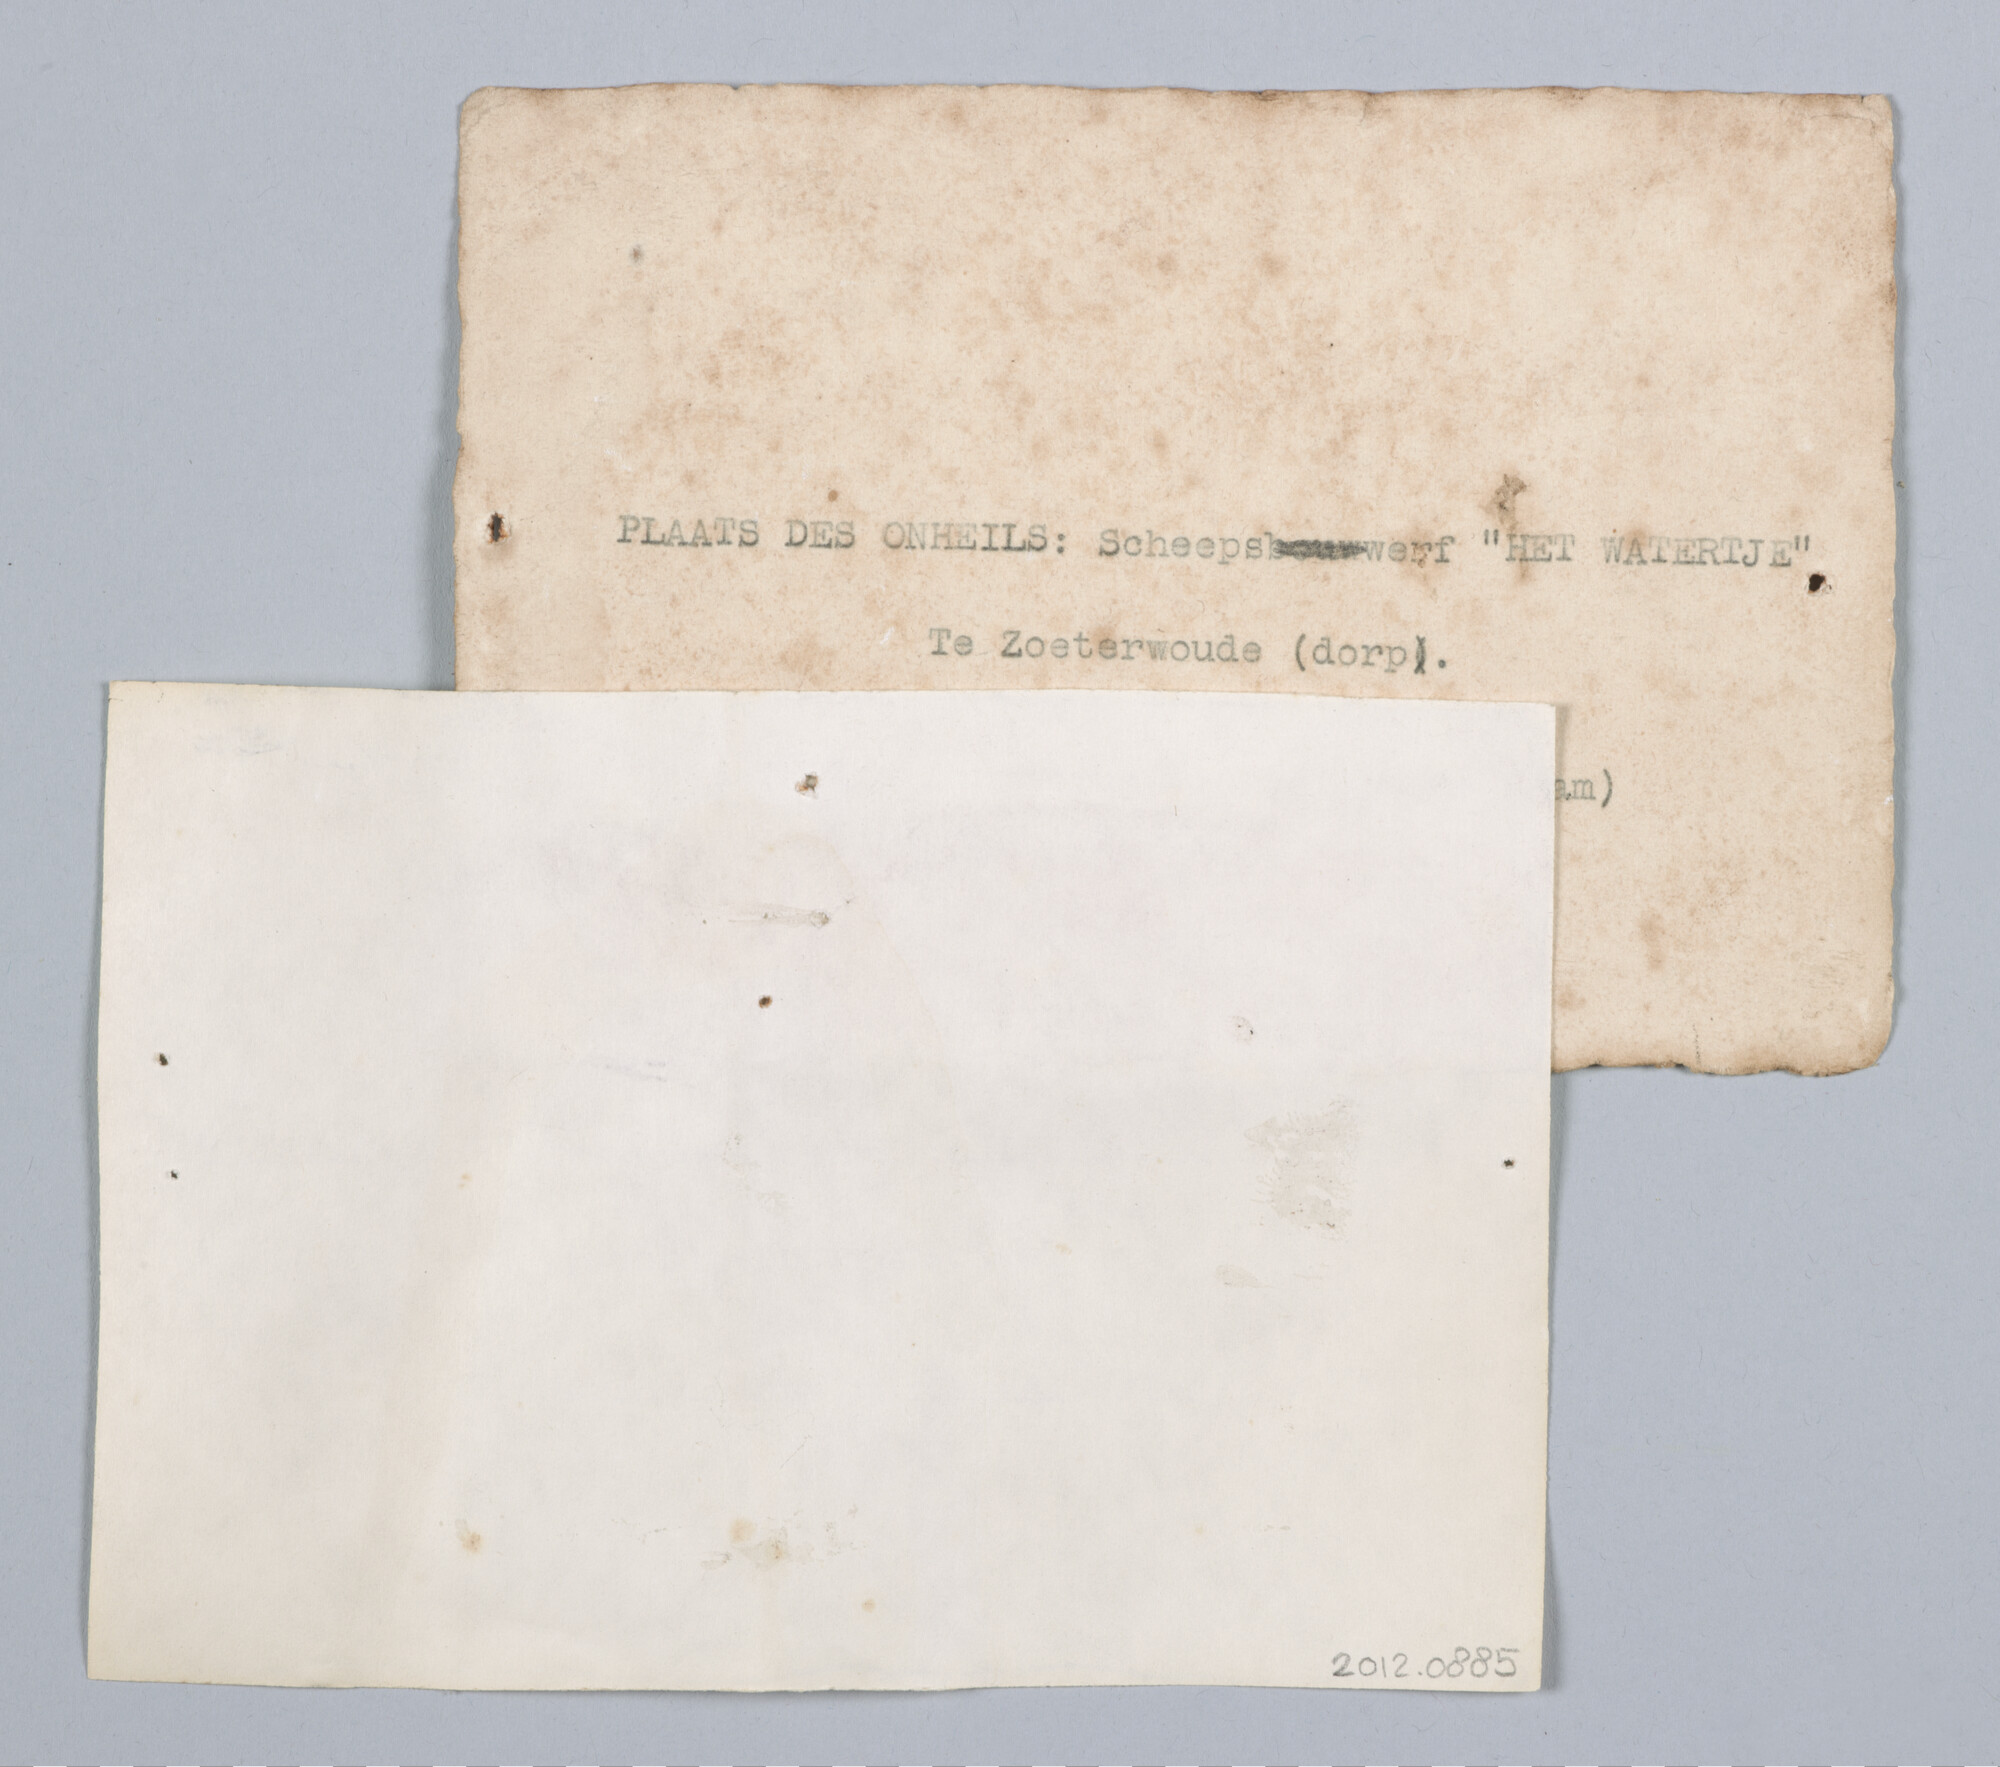 PLAATS DES ONHEILS: Scheepswerf "HET WATERTJE"
Te Zoeterwoude (dorp).
am)
2012.0885